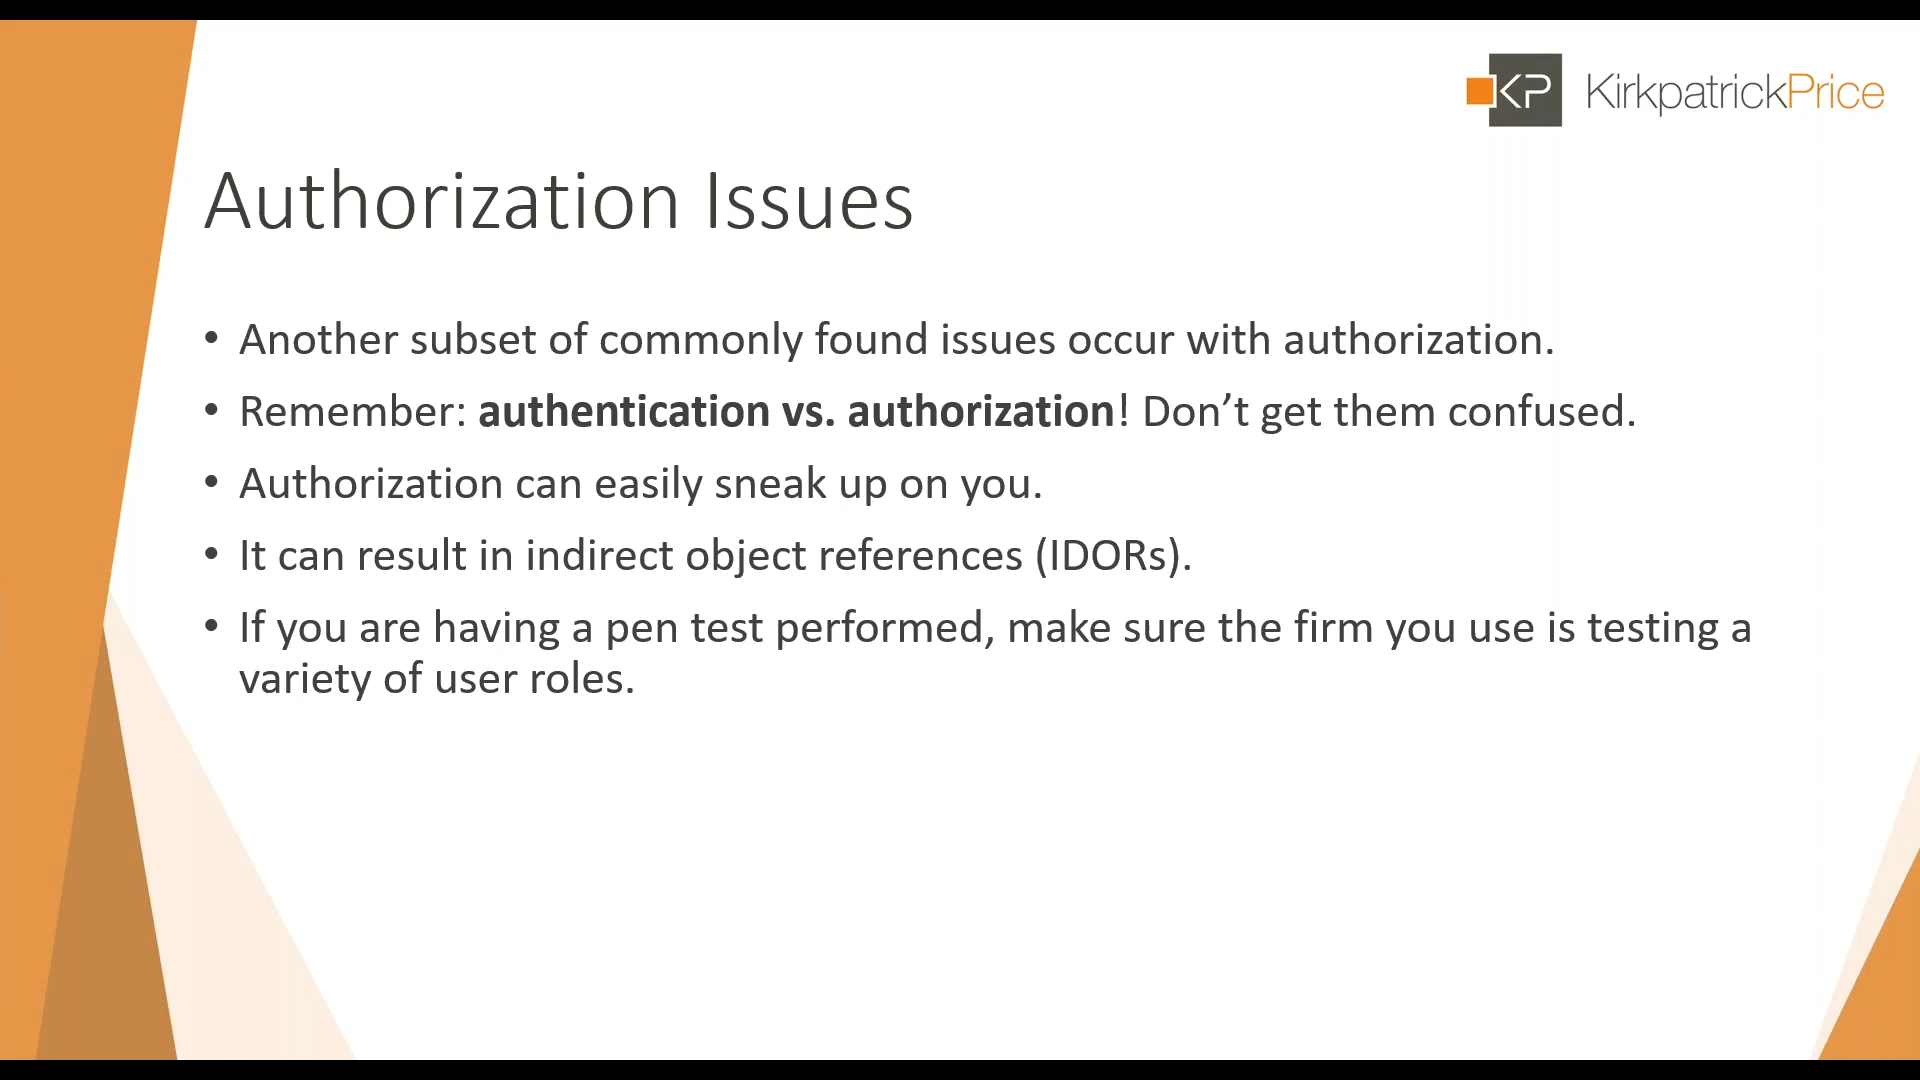 KP KirkpatrickPrice
Authorization Issues
• Another subset of commonly found issues occur with authorization.
• Remember: authentication vs. authorization! Don’t get them confused.
• Authorization can easily sneak up on you.
• It can result in indirect object references (IDORs).
• If you are having a pen test performed, make sure the firm you use is testing a
variety of user roles.